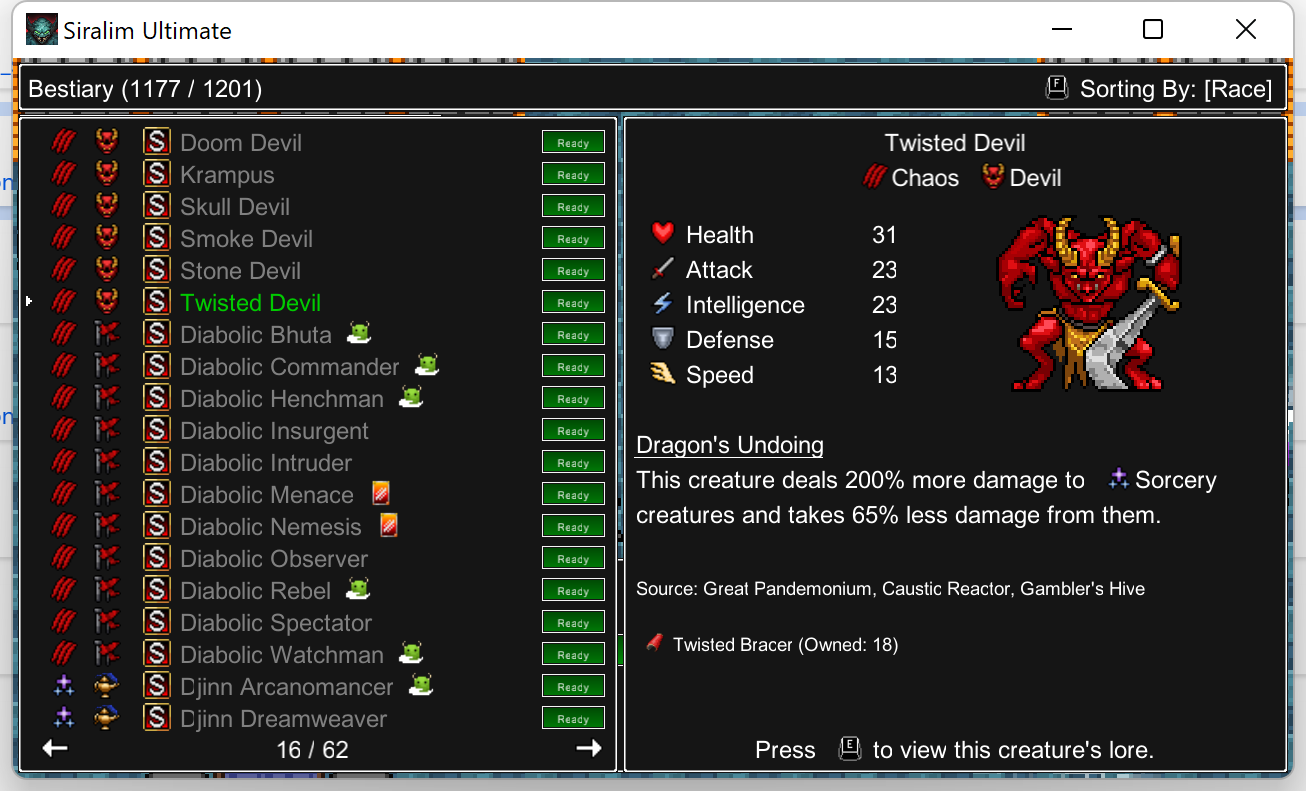 Siralim Ultimate
Bestiary (1177 / 1201)
F Sorting By: [Race]
S Doom Devil Ready
S Krampus Ready
S Skull Devil Ready
S Smoke Devil Ready
S Stone Devil Ready
S Twisted Devil Ready
S Diabolic Bhuta Ready
S Diabolic Commander Ready
S Diabolic Henchman Ready
S Diabolic Insurgent Ready
S Diabolic Intruder Ready
S Diabolic Menace Ready
S Diabolic Nemesis Ready
S Diabolic Observer Ready
S Diabolic Rebel Ready
S Diabolic Spectator Ready
S Diabolic Watchman Ready
S Djinn Arcanomancer Ready
S Djinn Dreamweaver Ready
16 / 62
Twisted Devil
Chaos Devil
Health 31
Attack 23
Intelligence 23
Defense 15
Speed 13
Dragon's Undoing
This creature deals 200% more damage to Sorcery
creatures and takes 65% less damage from them.
Source: Great Pandemonium, Caustic Reactor, Gambler's Hive
Twisted Bracer (Owned: 18)
Press E to view this creature's lore.